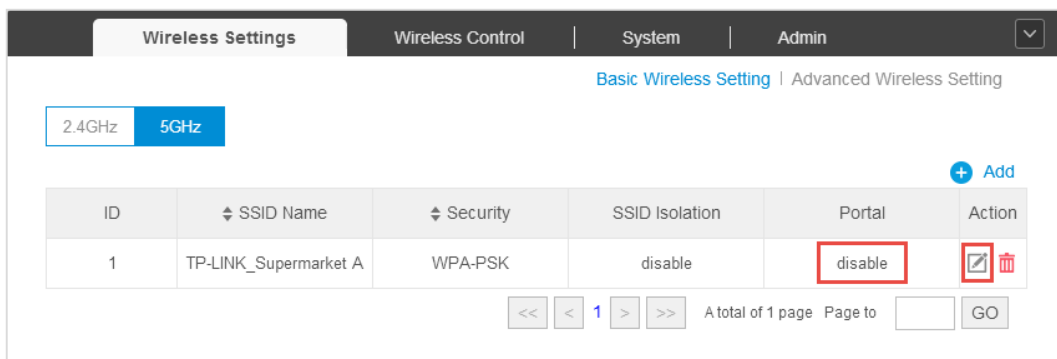 Wireless Settings Wireless Control | System | Admin
Basic Wireless Setting | Advanced Wireless Setting
2.4GHz 5GHz
Add
ID SSID Name Security SSID Isolation Portal Action
1 TP-LINK_Supermarket A WPA-PSK disable disable
<< < 1 > >> A total of 1 page Page to GO